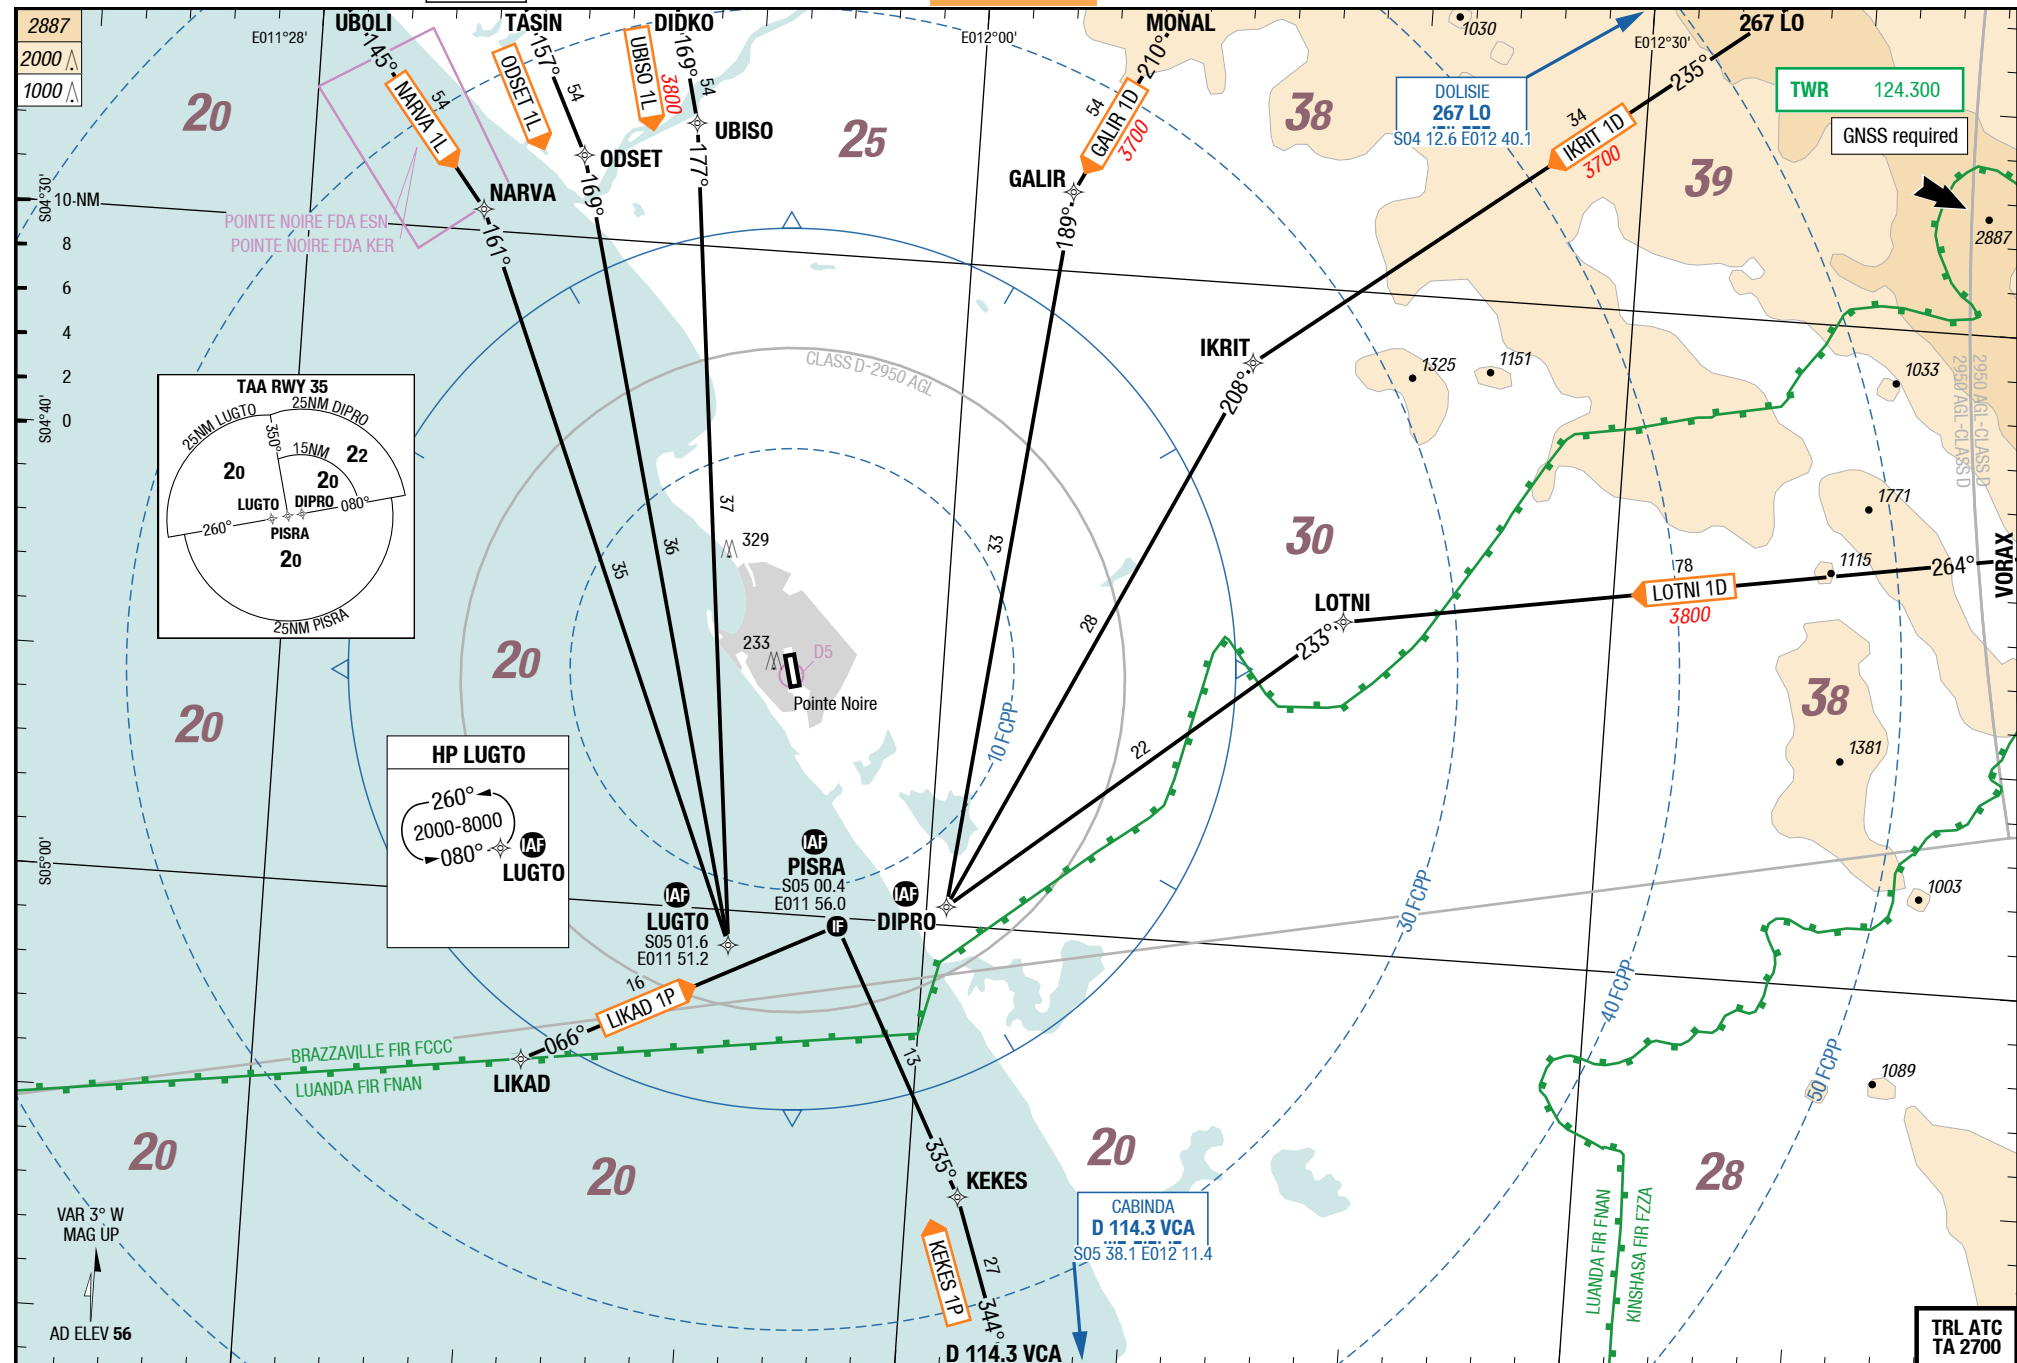 2887
2000
1000
UBOLI
TASIN
DIDKO
MONAL
267 LO
E011°28'
E012°00'
E012°30'
145°
54
NARVA 1L
157°
54
ODSET 1L
169°
54
UBISO 1L
3800
210°
54
GALIR 1D
3700
235°
34
IKRIT 1D
3700
1030
DOLISIE
267 LO
S04 12.6 E012 40.1
TWR 124.300
GNSS required
20
25
38
39
2887
S04°30'
10 NM
8
6
4
2
0
S04°40'
S05°00'
POINTE NOIRE FDA ESN
POINTE NOIRE FDA KER
NARVA
161°
ODSET
169°
UBISO
177°
GALIR
189°
IKRIT
208°
CLASS D-2950 AGL
1325
1151
1033
2950 AGL-CLASS D
2950 AGL-CLASS D
1771
1115
TAA RWY 35
25NM LUGTO
25NM DIPRO
350°
15NM
22
20
20
LUGTO
DIPRO
080°
260°
PISRA
20
25NM PISRA
37
36
35
33
28
329
233
D5
Pointe Noire
30
20
20
LOTNI
233°
78
LOTNI 1D
3800
264°
VORAX
22
38
1381
10 FCPP
30 FCPP
40 FCPP
50 FCPP
HP LUGTO
260°
2000-8000
080°
IAF
LUGTO
IAF
PISRA
S05 00.4
E011 56.0
IF
IAF
LUGTO
S05 01.6
E011 51.2
IAF
DIPRO
16
LIKAD 1P
066°
LIKAD
BRAZZAVILLE FIR FCCC
LUANDA FIR FNAN
13
335°
KEKES
KEKES 1P
27
344°
D 114.3 VCA
CABINDA
D 114.3 VCA
S05 38.1 E012 11.4
1003
1089
20
20
20
28
LUANDA FIR FNAN
KINSHASA FIR FZZA
VAR 3° W
MAG UP
AD ELEV 56
TRL ATC
TA 2700